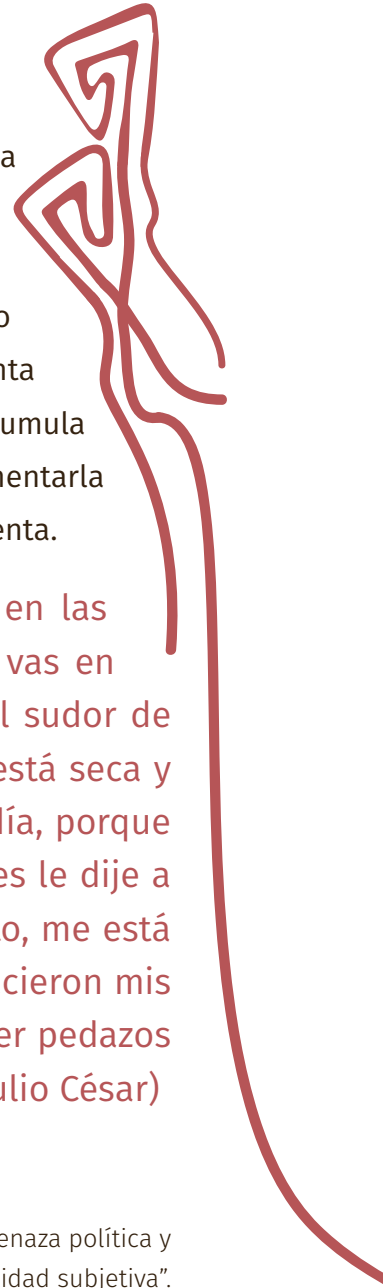 a
o
nta
umula
nentarla
enta.
en las
vas en
l sudor de
está seca y
día, porque
es le dije a
o, me está
cieron mis
er pedazos
ulio César)
enaza política y
idad subjetiva”.